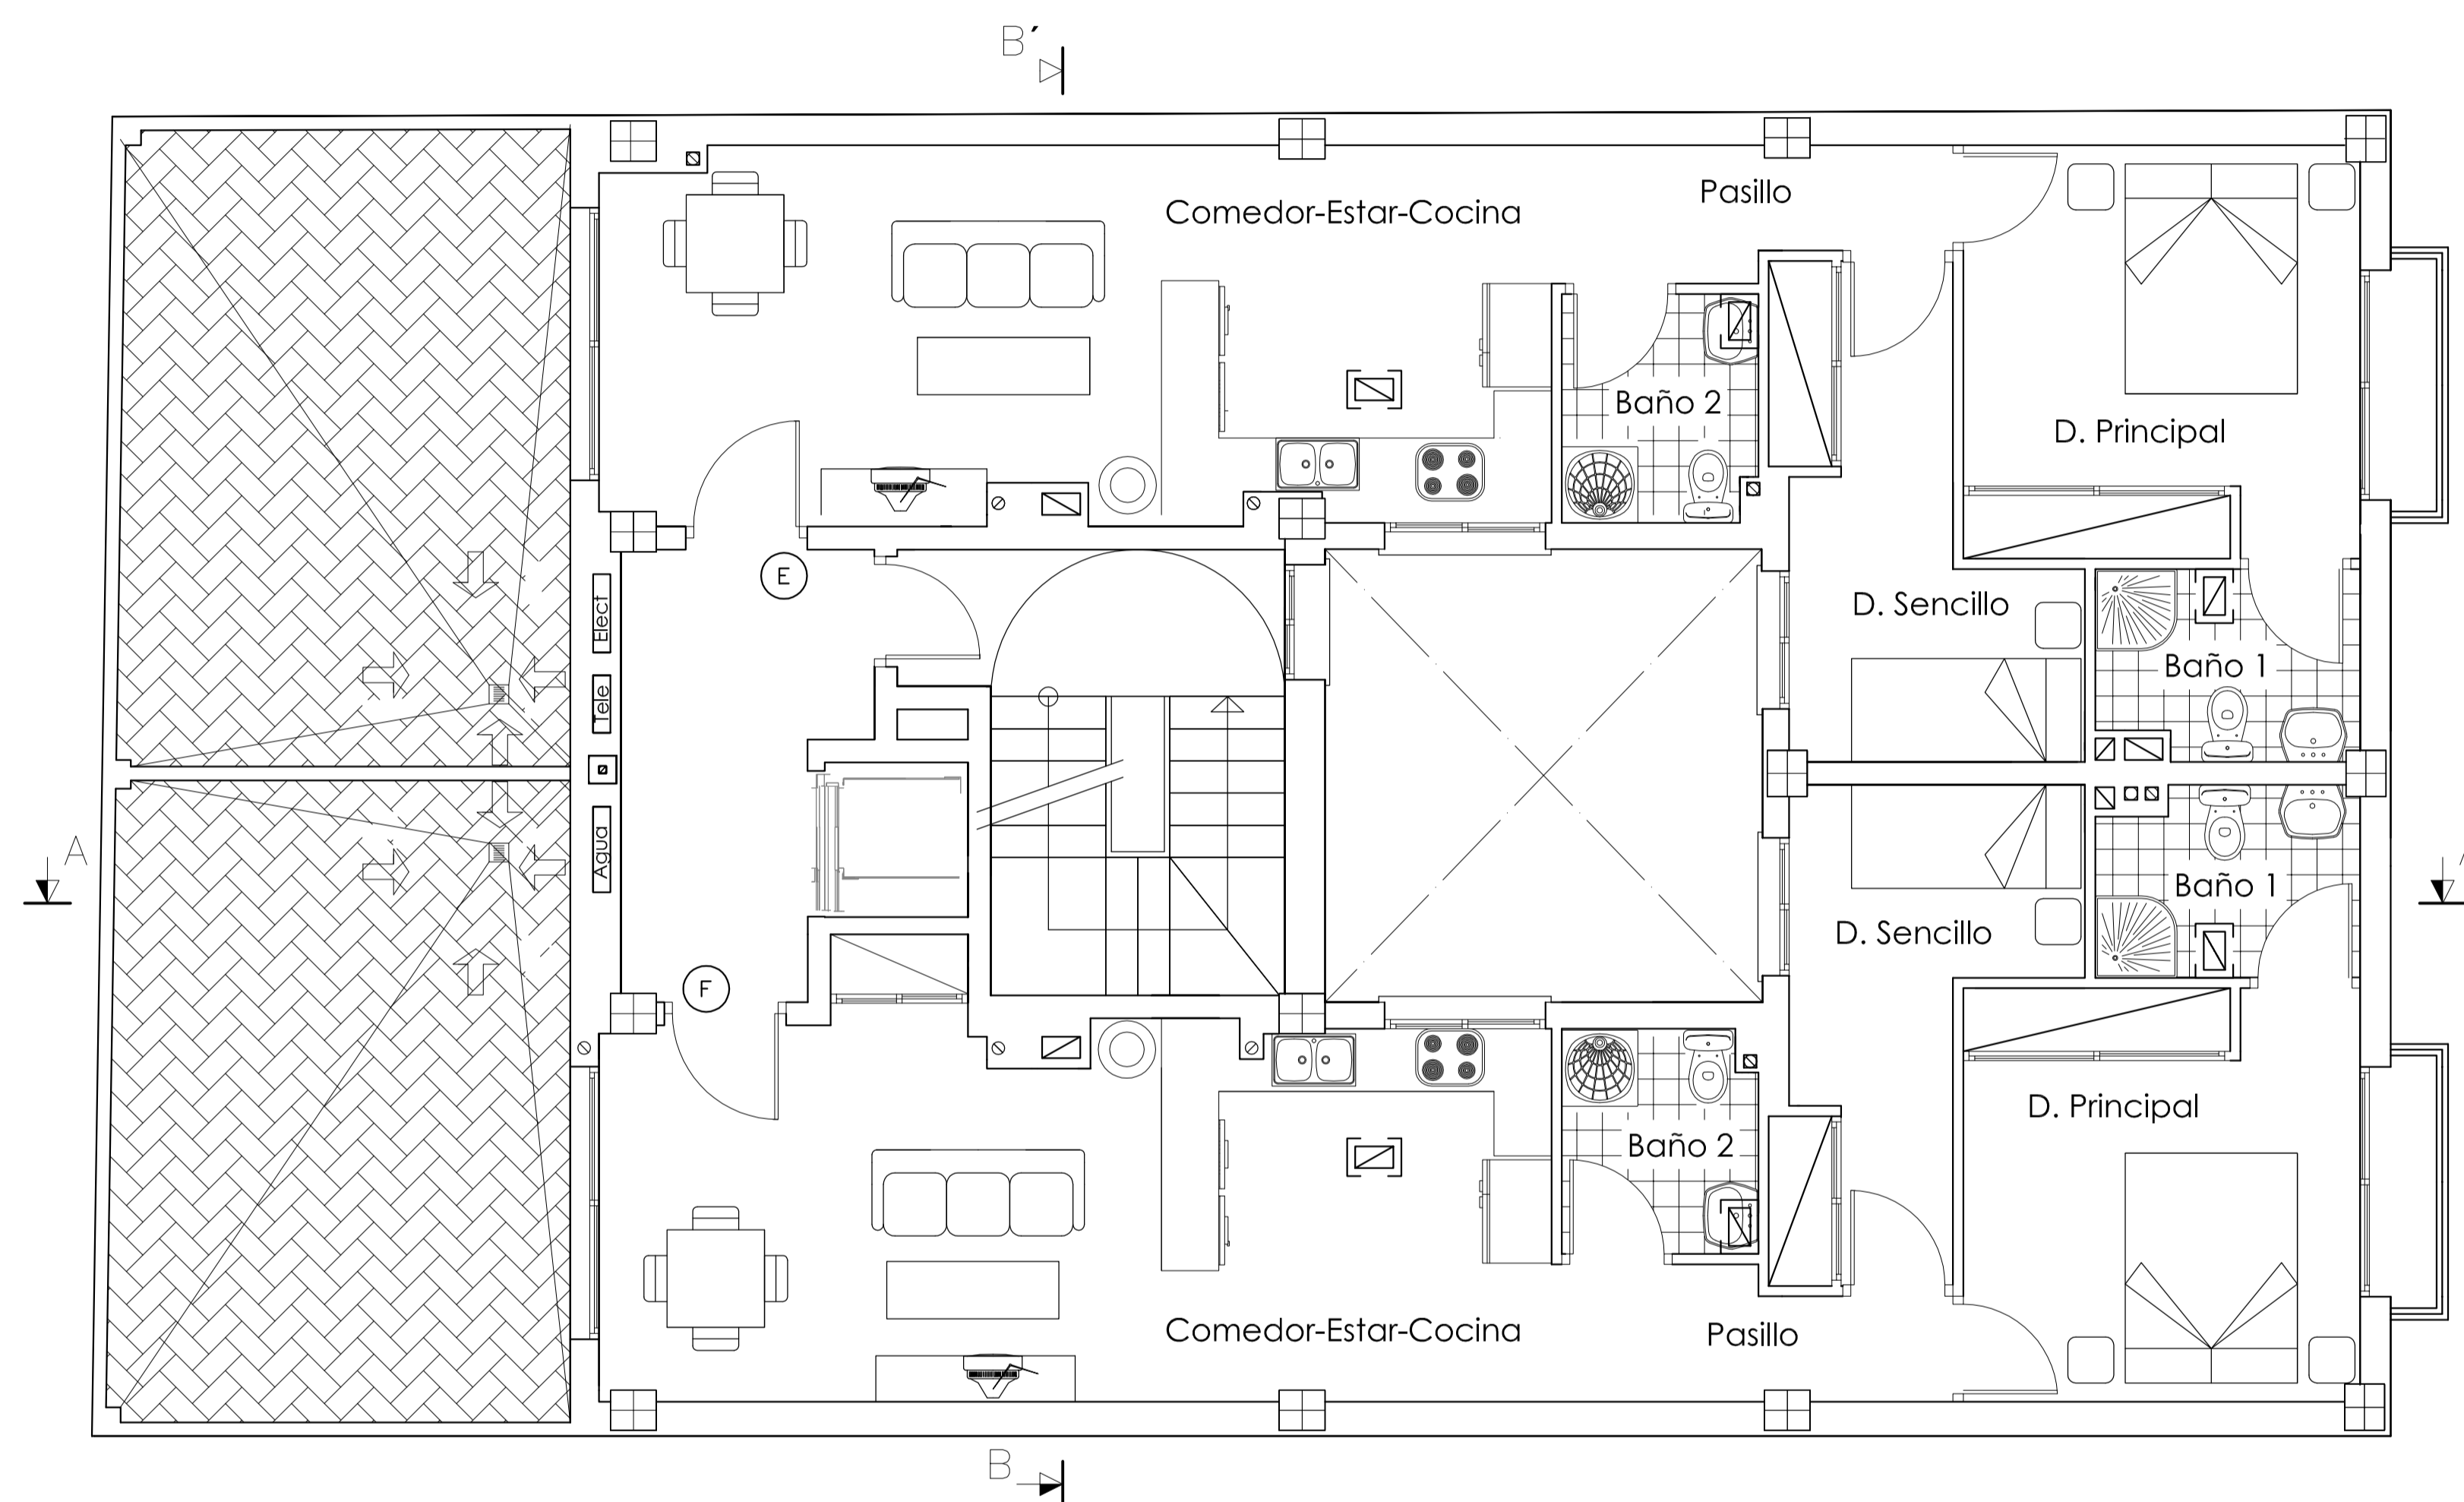 B´
Pasillo
Comedor-Estar-Cocina
Baño 2
D. Principal
E
Elect
D. Sencillo
Baño 1
Tele
Agua
A
A
Baño 1
D. Sencillo
F
D. Principal
Baño 2
Comedor-Estar-Cocina
Pasillo
B